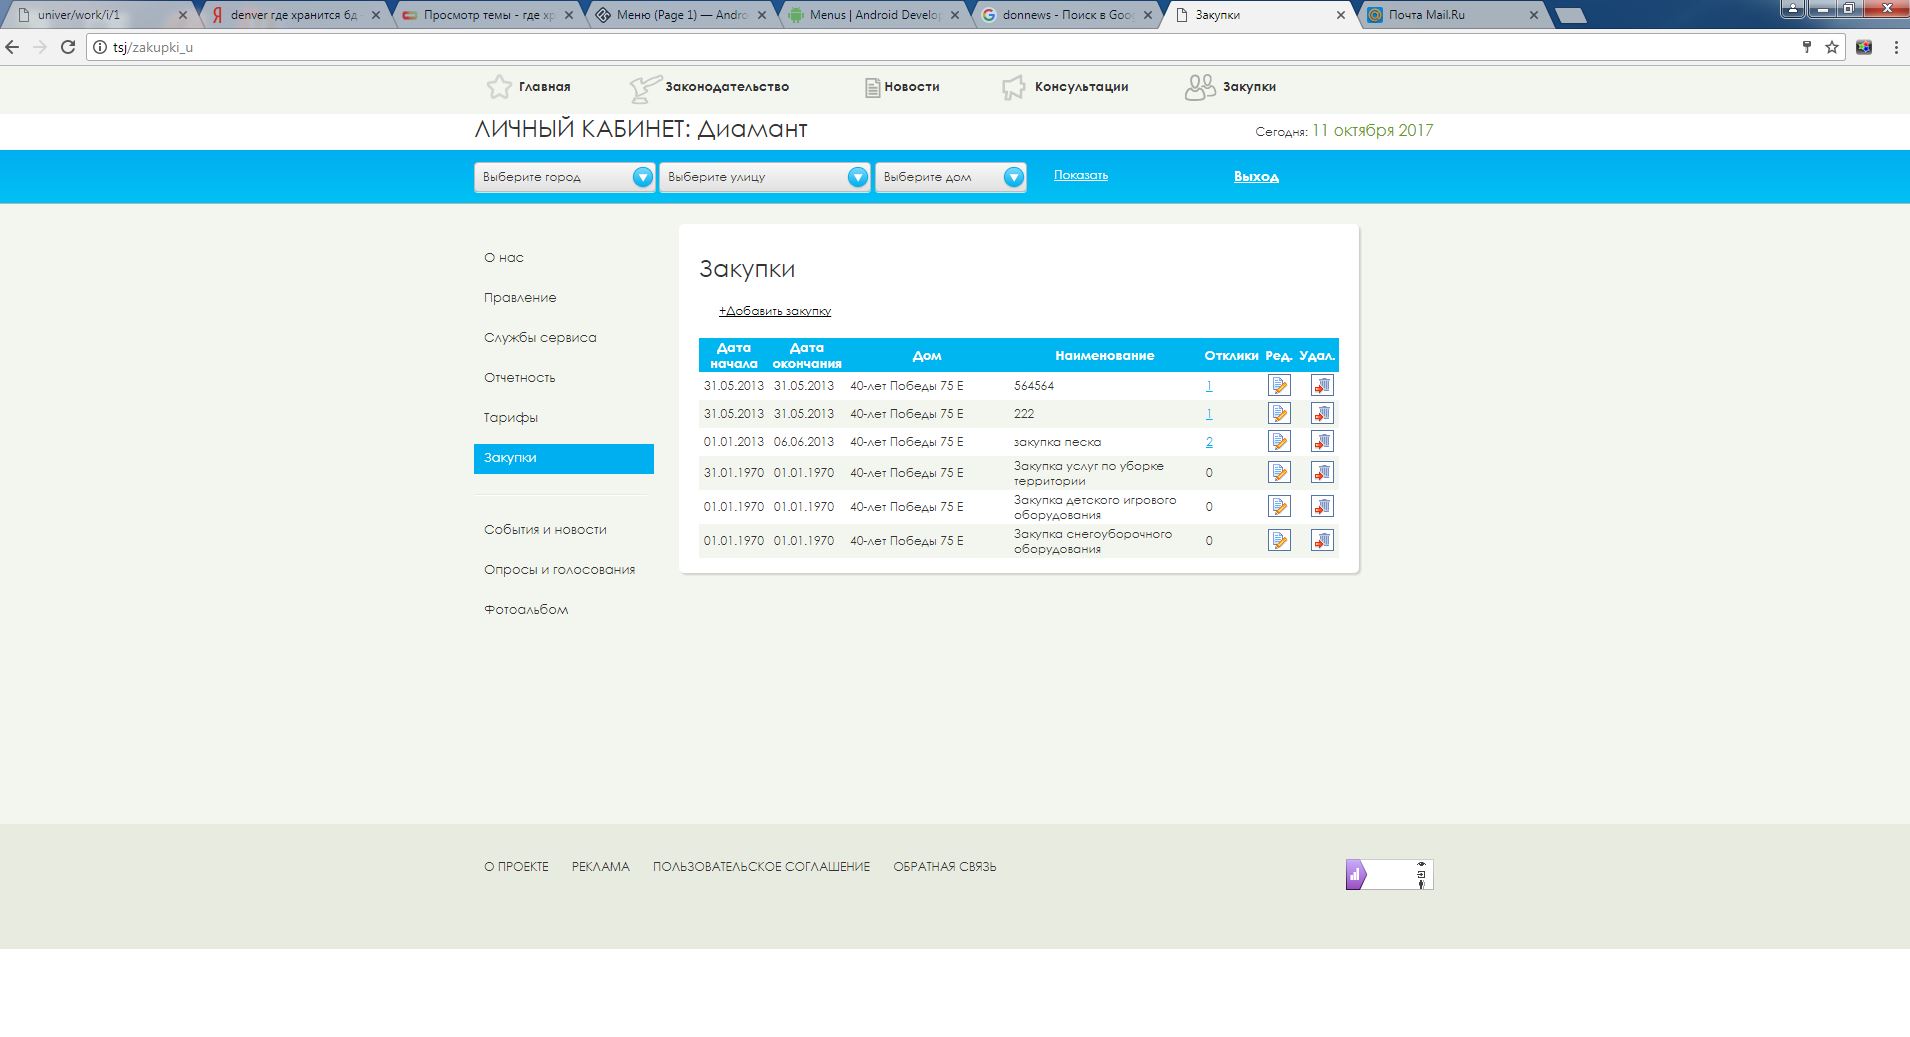 univer/work/i/1
denver где хранится бд
Просмотр темы - где хр
Меню (Page 1) — Andro
Menus | Android Develop
donnews - Поиск в Goo
Закупки
Почта Mail.Ru
tsj/zakupki_u
Главная
Законодательство
Новости
Консультации
Закупки
ЛИЧНЫЙ КАБИНЕТ: Диамант
Сегодня: 11 октября 2017
Выберите город
Выберите улицу
Выберите дом
Показать
Выход
О нас
Правление
Службы сервиса
Отчетность
Тарифы
Закупки
События и новости
Опросы и голосования
Фотоальбом
Закупки
+Добавить закупку
Дата начала Дата окончания Дом Наименование Отклики Ред. Удал.
31.05.2013 31.05.2013 40-лет Победы 75 Е 564564 1
31.05.2013 31.05.2013 40-лет Победы 75 Е 222 1
01.01.2013 06.06.2013 40-лет Победы 75 Е закупка песка 2
31.01.1970 01.01.1970 40-лет Победы 75 Е Закупка услуг по уборке территории 0
01.01.1970 01.01.1970 40-лет Победы 75 Е Закупка детского игрового оборудования 0
01.01.1970 01.01.1970 40-лет Победы 75 Е Закупка снегоуборочного оборудования 0
О ПРОЕКТЕ РЕКЛАМА ПОЛЬЗОВАТЕЛЬСКОЕ СОГЛАШЕНИЕ ОБРАТНАЯ СВЯЗЬ